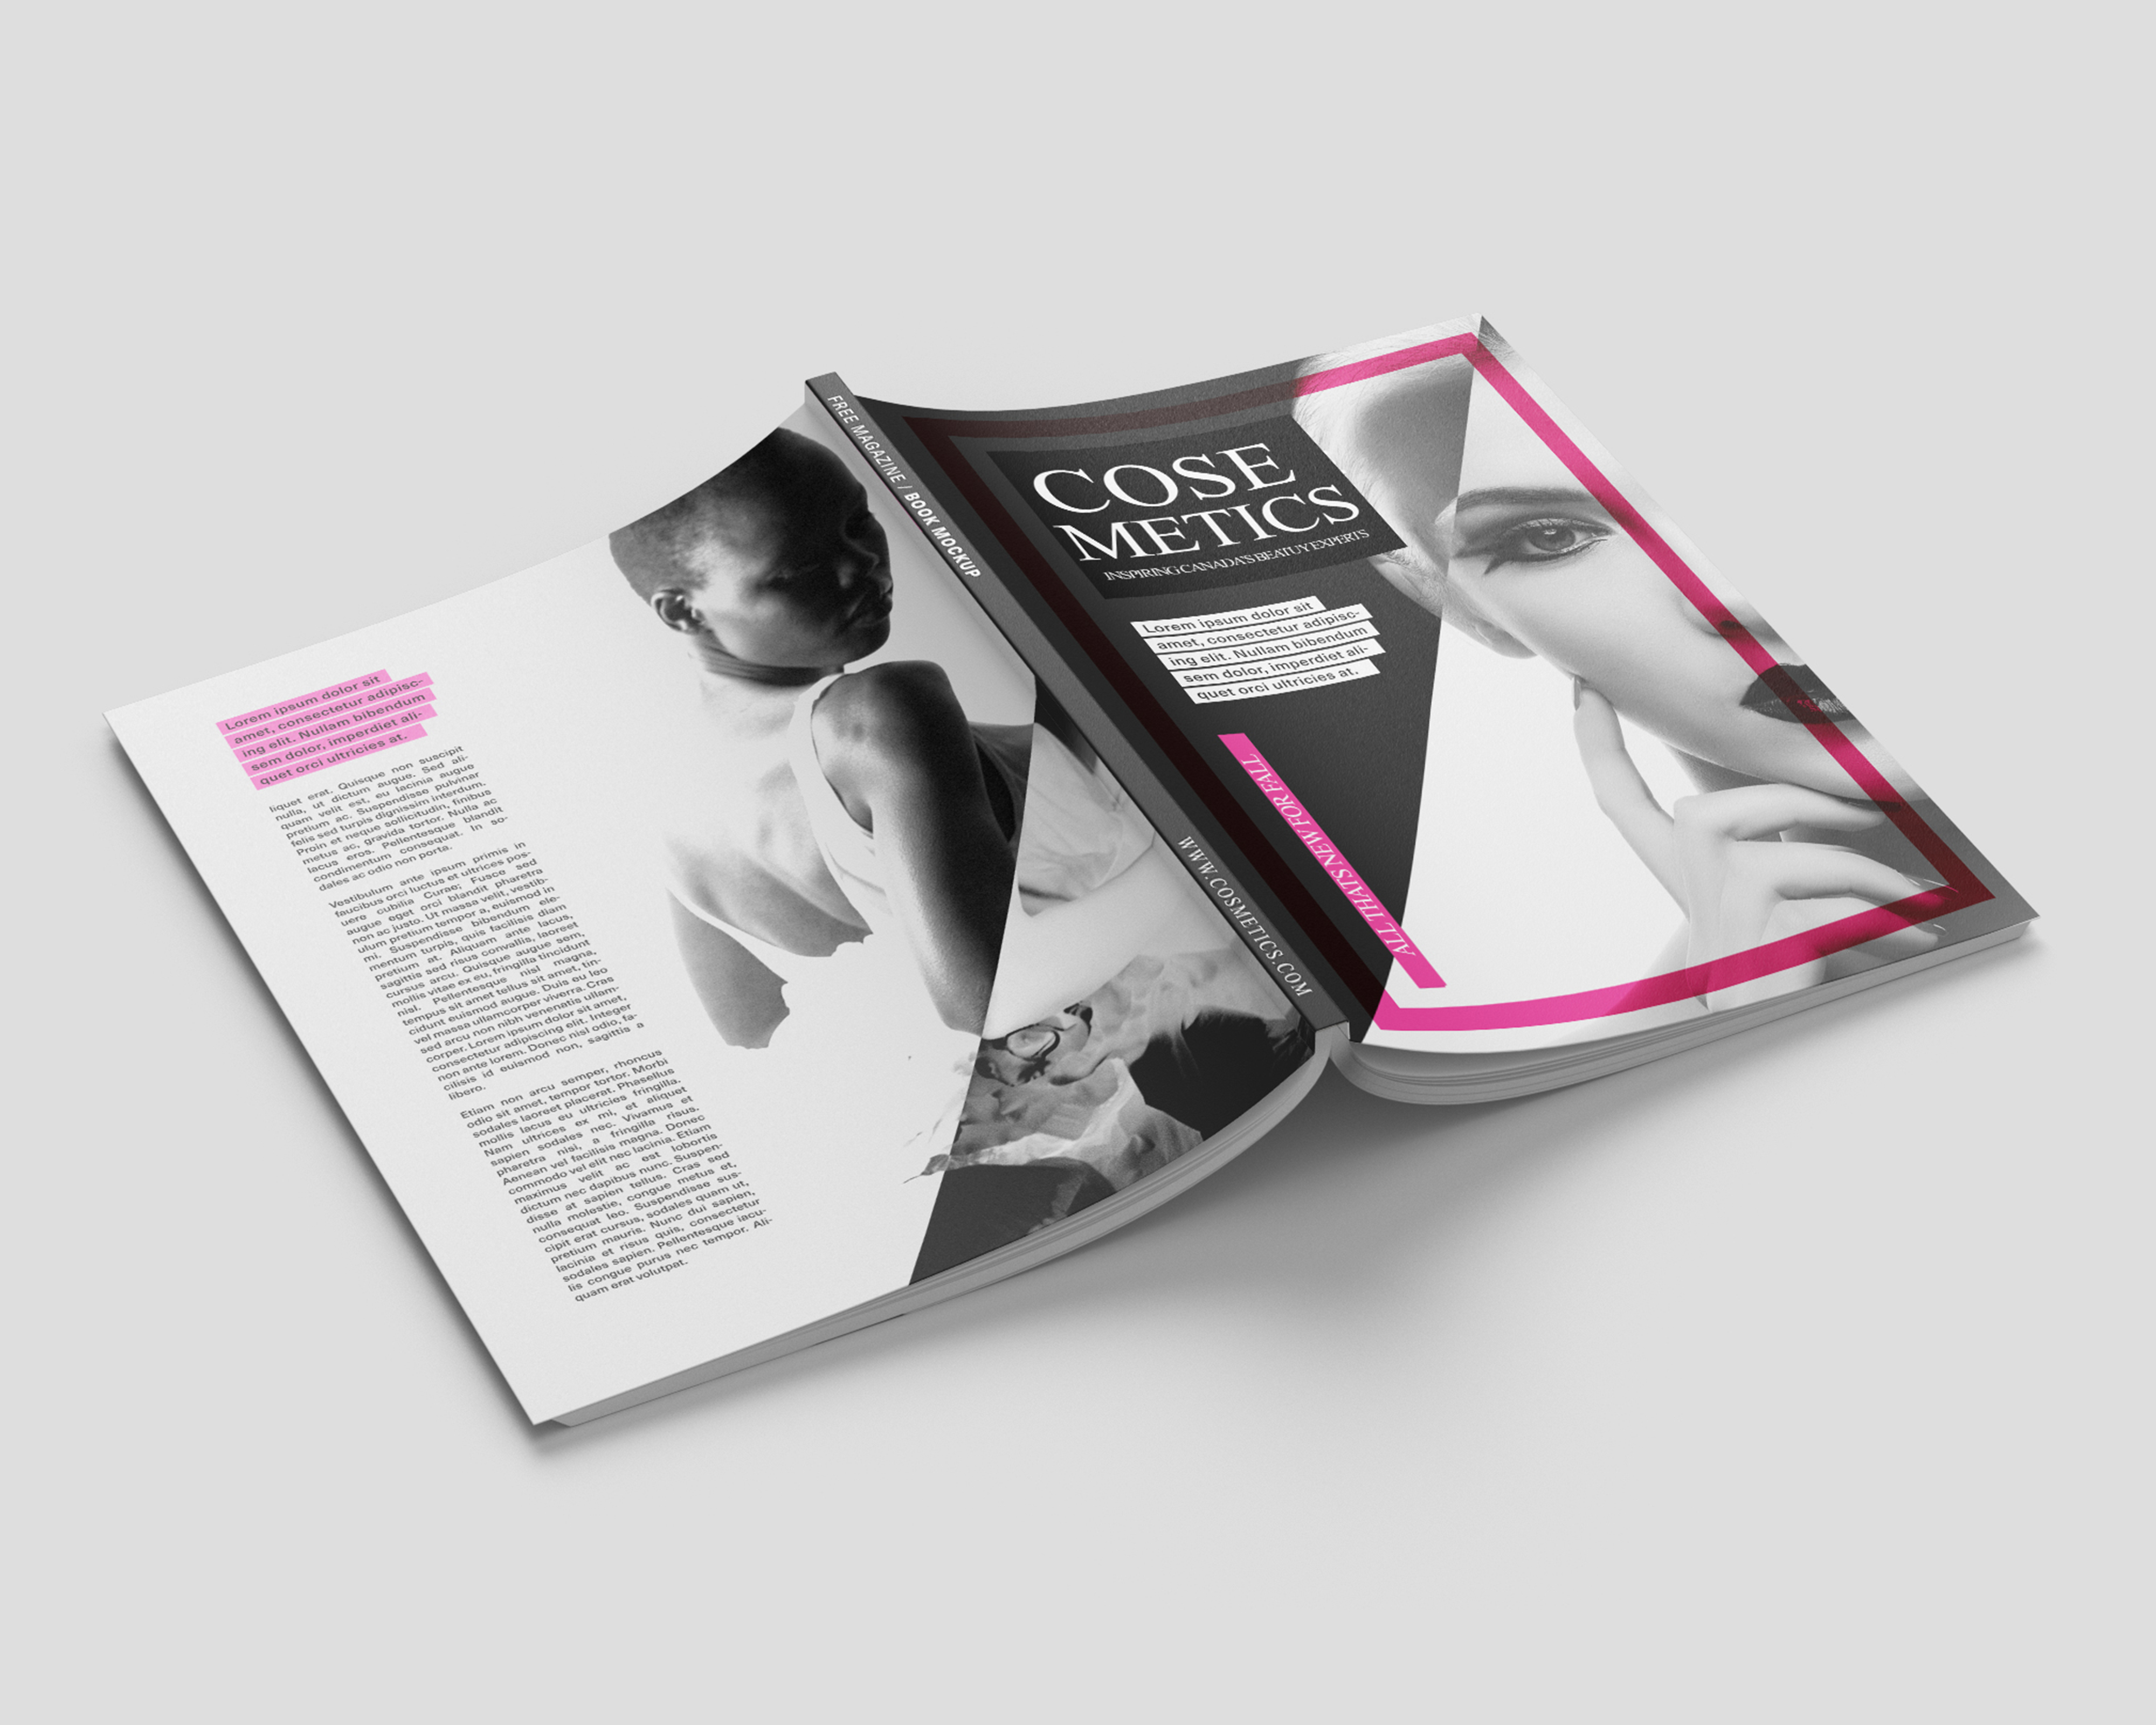 Lorem ipsum dolor sit
amet, consectetur adipisc-
ing elit. Nullam bibendum
sem dolor, imperdiet ali-
quet orci ultricies at.
liquet erat. Quisque non suscipit
nulla, ut dictum augue. Sed ali-
quam velit est, eu lacinia augue
pretium ac. Suspendisse pulvinar
felis sed turpis dignissim interdum.
Proin et neque sollicitudin, finibus
metus ac, gravida tortor. Nulla ac
lacus eros. Pellentesque blandit
condimentum consequat. In so-
dales ac odio non porta.
Vestibulum ante ipsum primis in
faucibus orci luctus et ultrices pos-
uere cubilia Curae; Fusce sed
augue eget orci blandit pharetra
non ac justo. Ut massa velit, vestib-
ulum pretium tempor a, euismod in
mi. Suspendisse bibendum ele-
mentum turpis, quis facilisis diam
pretium at. Aliquam ante lacus,
sagittis sed risus convallis, laoreet
cursus arcu. Quisque augue sem,
mollis vitae ex eu, fringilla tincidunt
nisl. Pellentesque nisl magna,
tempus sit amet tellus sit amet, tin-
cidunt euismod augue. Duis eu leo
vel massa ullamcorper viverra. Cras
sed arcu non nibh venenatis ullam-
corper. Lorem ipsum dolor sit amet,
consectetur adipiscing elit. Integer
non ante lorem. Donec nisl odio, fa-
cilisis id euismod non, sagittis a
libero.
Etiam non arcu semper, rhoncus
odio sit amet, tempor tortor. Morbi
sodales laoreet placerat. Phasellus
mollis lacus eu ultricies fringilla.
Nam ultrices ex mi, et aliquet
sapien sodales nec. Vivamus et
pharetra nisi, a fringilla risus.
Aenean vel facilisis magna. Donec
commodo vel elit nec lacinia. Etiam
maximus velit ac est lobortis
dictum nec dapibus nunc. Suspen-
disse at sapien tellus. Cras sed
nulla molestie, congue metus et,
consequat leo. Suspendisse sus-
cipit erat cursus, sodales quam ut,
pretium mauris. Nunc dui sapien,
lacinia et risus quis, consectetur
sodales sapien. Pellentesque iacu-
lis congue purus nec tempor. Ali-
quam erat volutpat.
FREE MAGAZINE / BOOK MOCKUP
WWW.COSMETICS.COM
COSE
METICS
INSPIRING CANADA'S BEATUY EXPERTS
Lorem ipsum dolor sit
amet, consectetur adipisc-
ing elit. Nullam bibendum
sem dolor, imperdiet ali-
quet orci ultricies at.
ALL THATS NEW FOR FALL